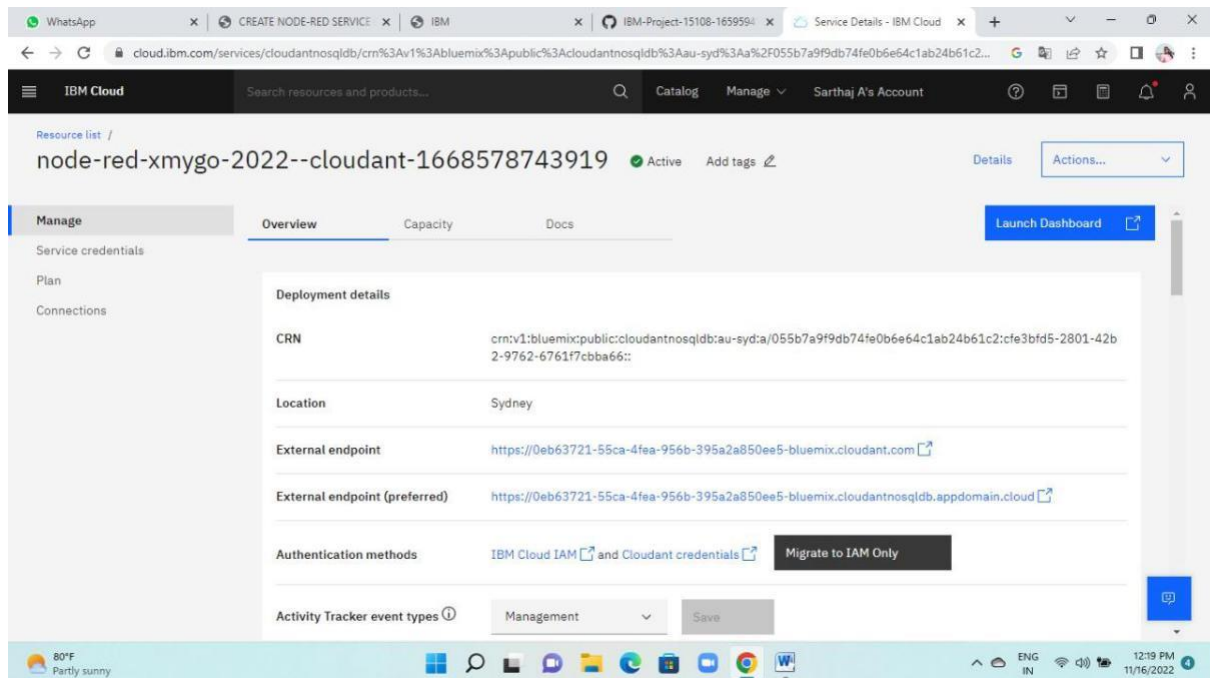 WhatsApp
CREATE NODE-RED SERVICE
IBM
IBM-Project-15108-1659594
Service Details - IBM Cloud
cloud.ibm.com/services/cloudantnosqldb/crn%3Av1%3Abluemix%3Apublic%3Acloudantnosqldb%3Aau-syd%3Aa%2F055b7a9f9db74fe0b6e64c1ab24b61c2...
IBM Cloud
Search resources and products...
Catalog
Manage
Sarthaj A's Account
Resource list /
node-red-xmygo-2022--cloudant-1668578743919
Active
Add tags
Details
Actions...
Manage
Service credentials
Plan
Connections
Overview
Capacity
Docs
Launch Dashboard
Deployment details
CRN
crn:v1:bluemix:public:cloudantnosqldb:au-syd:a/055b7a9f9db74fe0b6e64c1ab24b61c2:cfe3bfd5-2801-42b
2-9762-6761f7cbba66::
Location
Sydney
External endpoint
https://0eb63721-55ca-4fea-956b-395a2a850ee5-bluemix.cloudant.com
External endpoint (preferred)
https://0eb63721-55ca-4fea-956b-395a2a850ee5-bluemix.cloudantnosqldb.appdomain.cloud
Authentication methods
IBM Cloud IAM and Cloudant credentials
Migrate to IAM Only
Activity Tracker event types
Management
Save
80°F
Partly sunny
ENG
IN
12:19 PM
11/16/2022
4